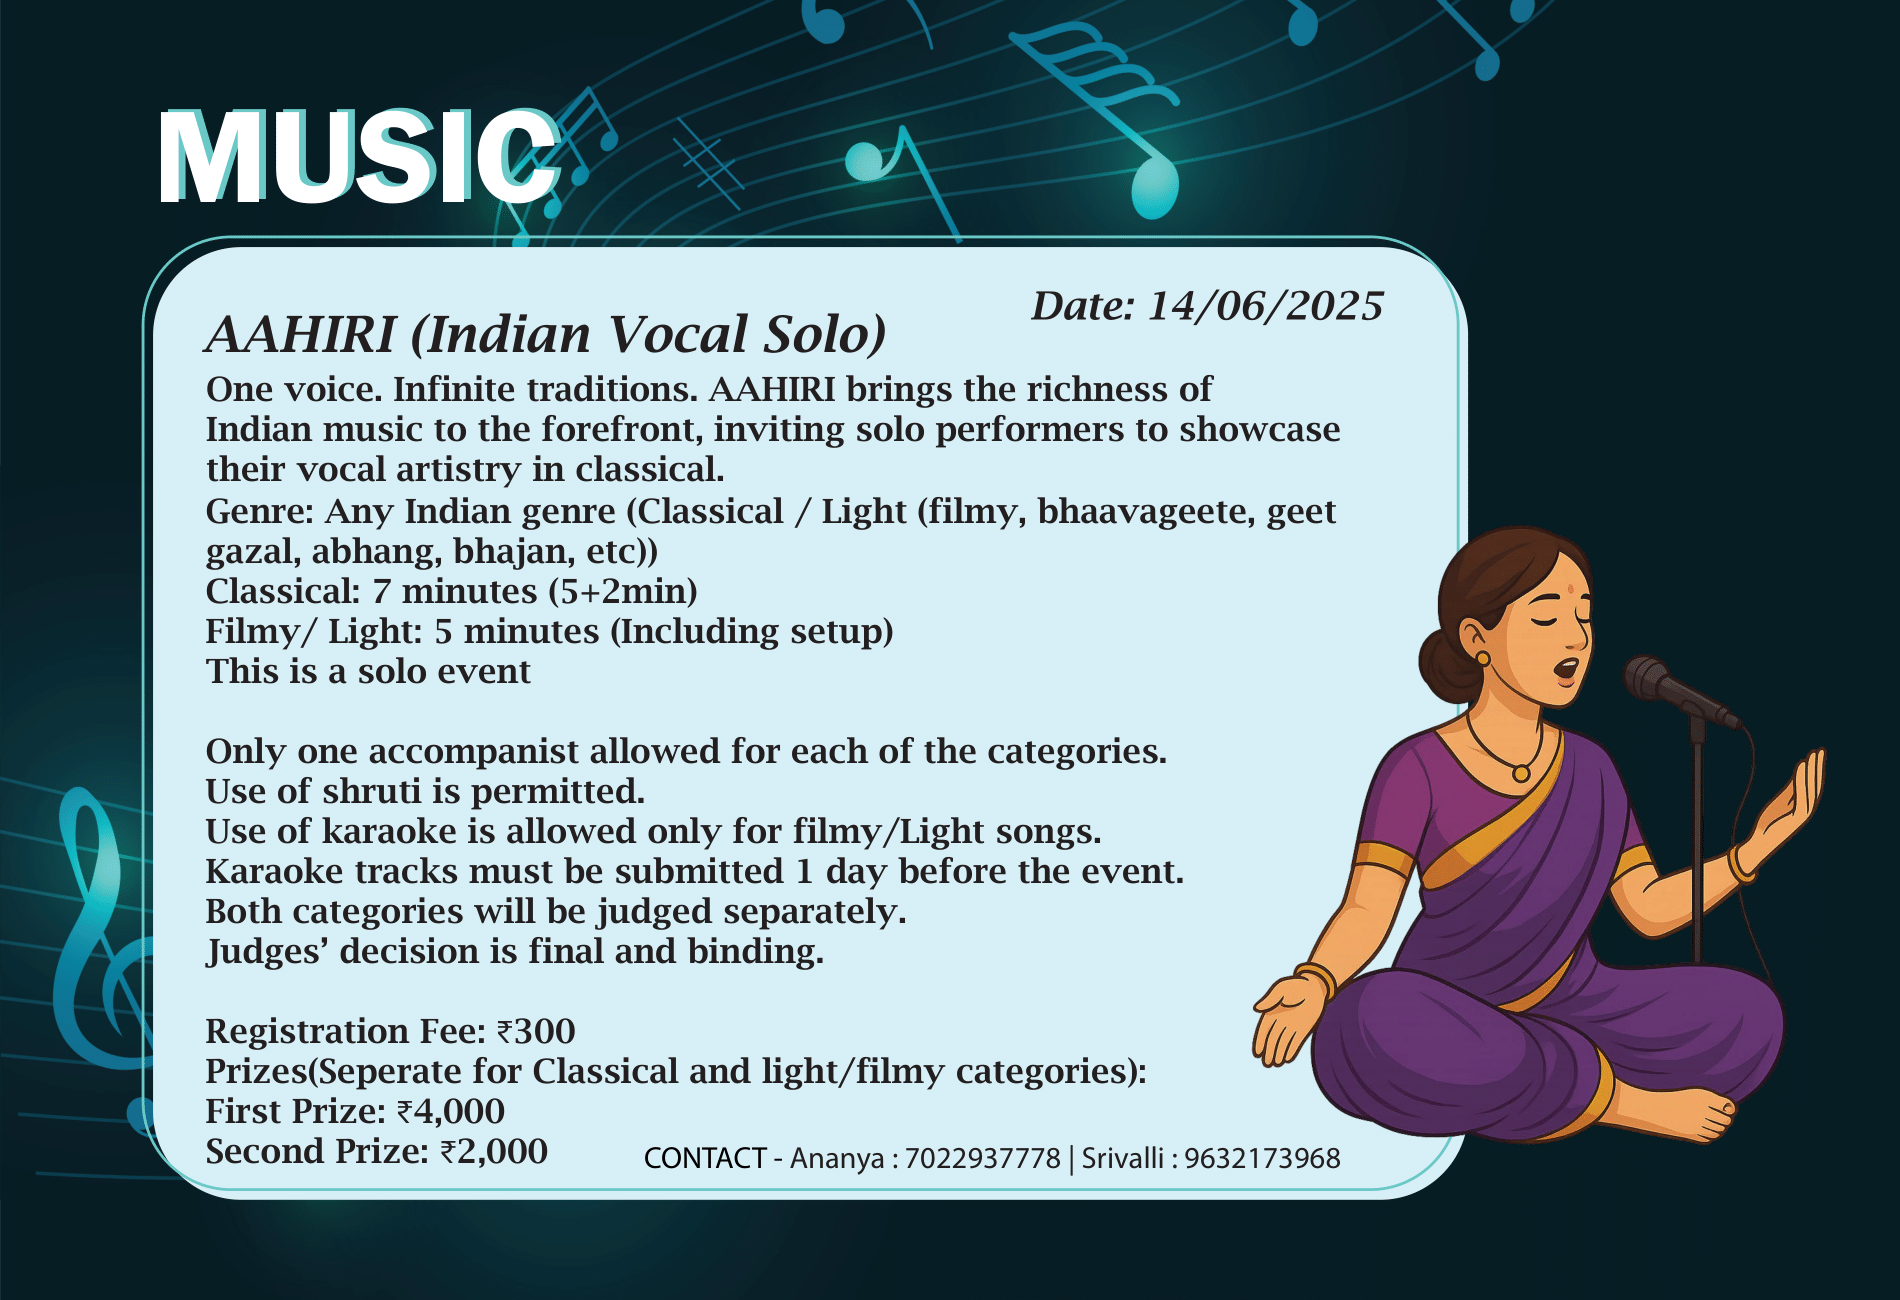 MUSIC
Date: 14/06/2025
AAHIRI (Indian Vocal Solo)
One voice. Infinite traditions. AAHIRI brings the richness of
Indian music to the forefront, inviting solo performers to showcase
their vocal artistry in classical.
Genre: Any Indian genre (Classical / Light (filmy, bhaavageete, geet
gazal, abhang, bhajan, etc))
Classical: 7 minutes (5+2min)
Filmy/ Light: 5 minutes (Including setup)
This is a solo event
Only one accompanist allowed for each of the categories.
Use of shruti is permitted.
Use of karaoke is allowed only for filmy/Light songs.
Karaoke tracks must be submitted 1 day before the event.
Both categories will be judged separately.
Judges’ decision is final and binding.
Registration Fee: ₹300
Prizes(Seperate for Classical and light/filmy categories):
First Prize: ₹4,000
Second Prize: ₹2,000
CONTACT - Ananya : 7022937778 | Srivalli : 9632173968